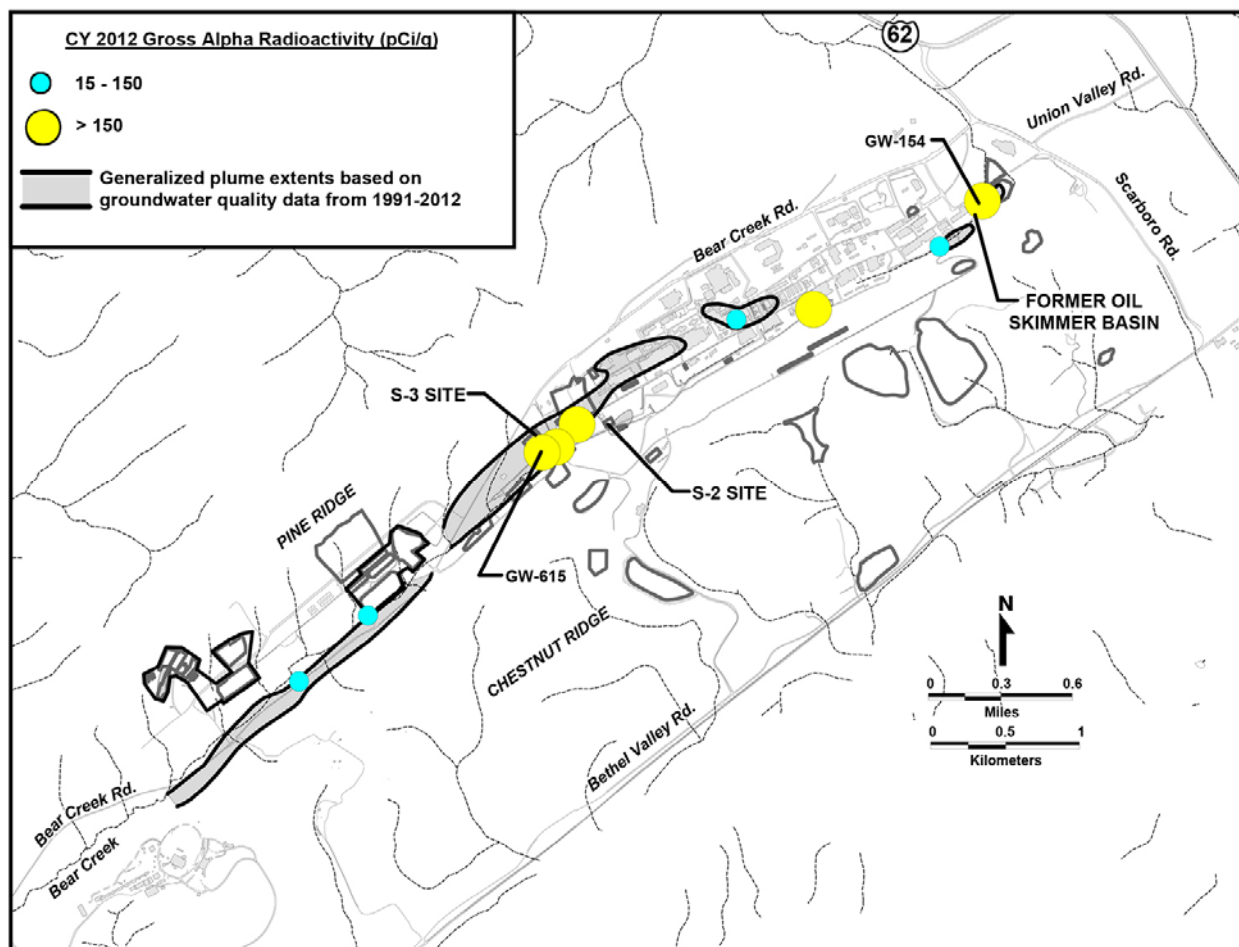 CY 2012 Gross Alpha Radioactivity (pCi/g)
15 - 150
> 150
Generalized plume extents based on
groundwater quality data from 1991-2012
62
Union Valley Rd.
GW-154
Scarboro Rd.
Bear Creek Rd.
FORMER OIL
SKIMMER BASIN
S-3 SITE
S-2 SITE
PINE RIDGE
GW-615
CHESTNUT RIDGE
N
0 0.3 0.6
Miles
0 0.5 1
Kilometers
Bethel Valley Rd.
Bear Creek Rd.
Bear Creek